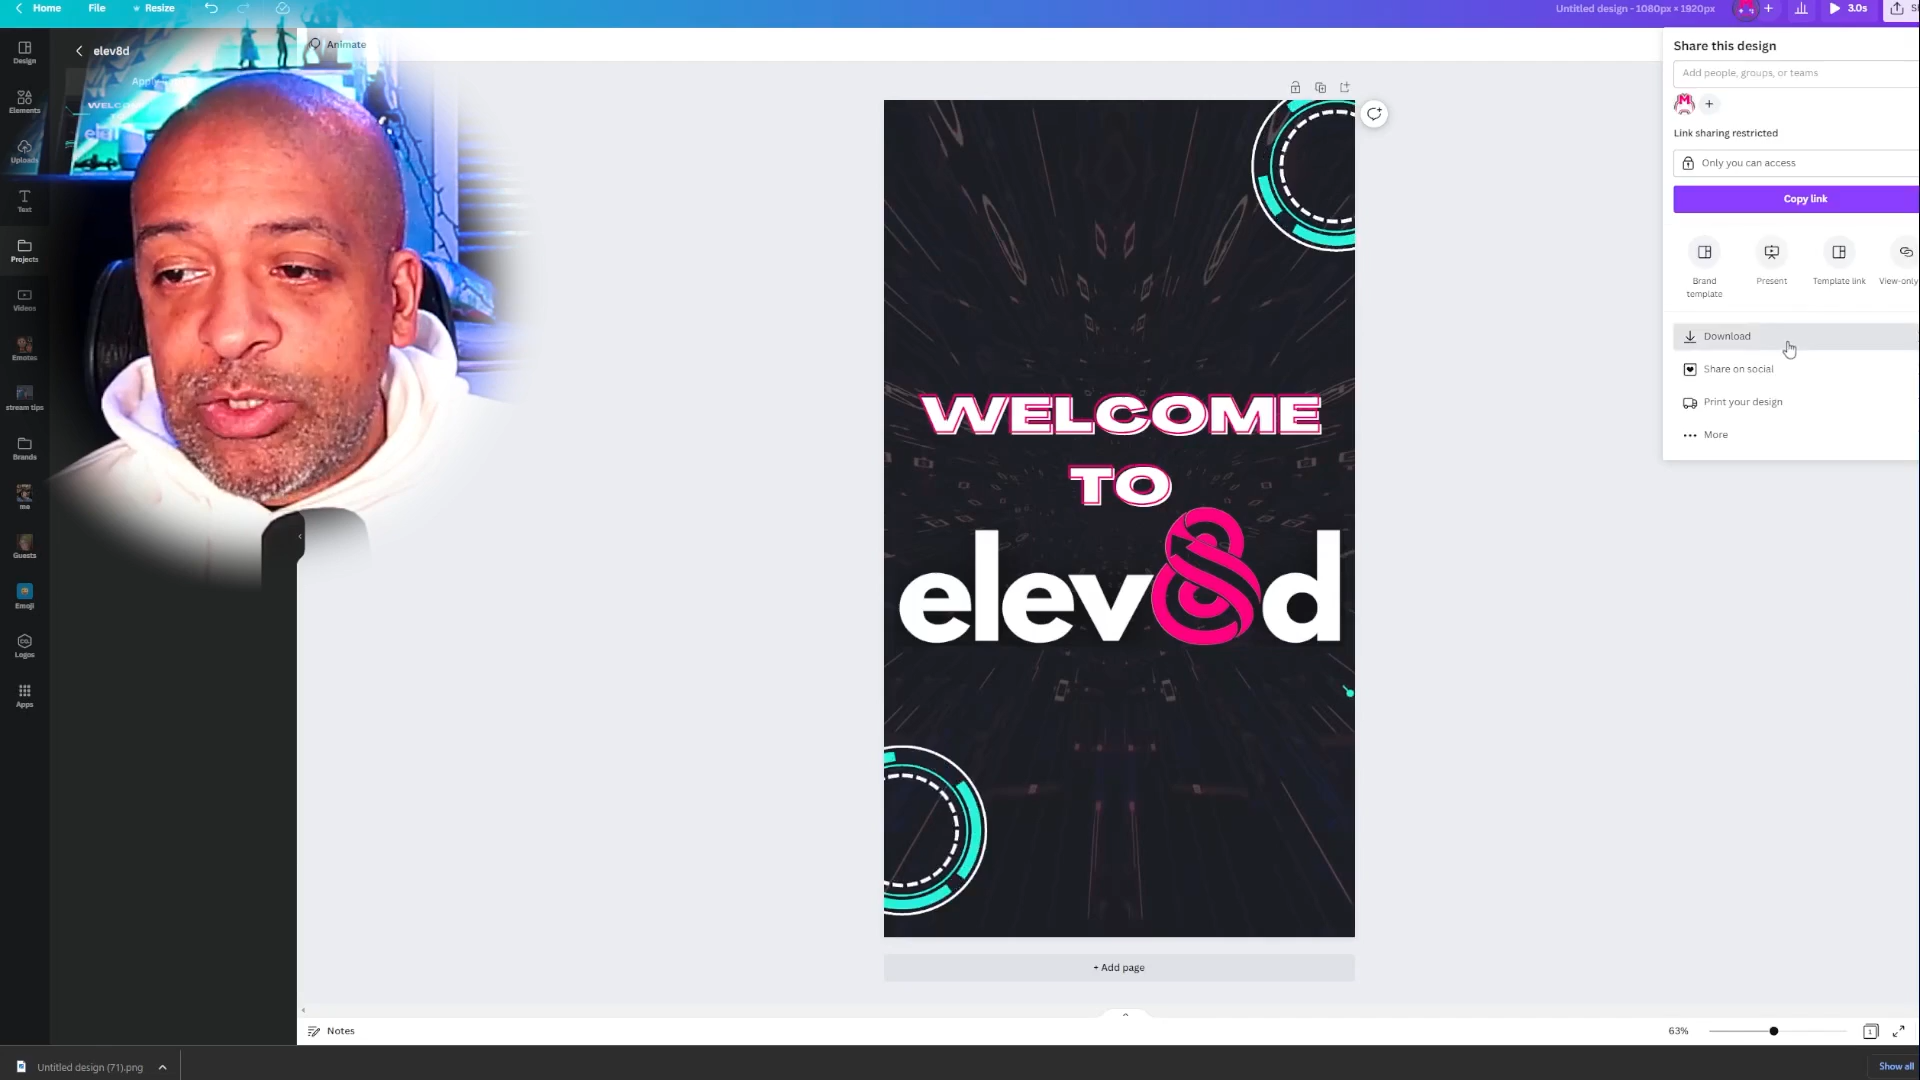 Home
File
Resize
Untitled design - 1080px × 1920px
3.0s
Design
Elements
Uploads
Text
Projects
Videos
Emotas
stream tips
Brands
me
Guests
Emoji
Logos
Apps
elev8d
Animate
WELCOME
TO
elev8d
+ Add page
Share this design
Add people, groups, or teams
Link sharing restricted
Only you can access
Copy link
Brand
template
Present
Template link
View-only
Download
Share on social
Print your design
More
Notes
63%
1
Untitled design (71).png
Show all